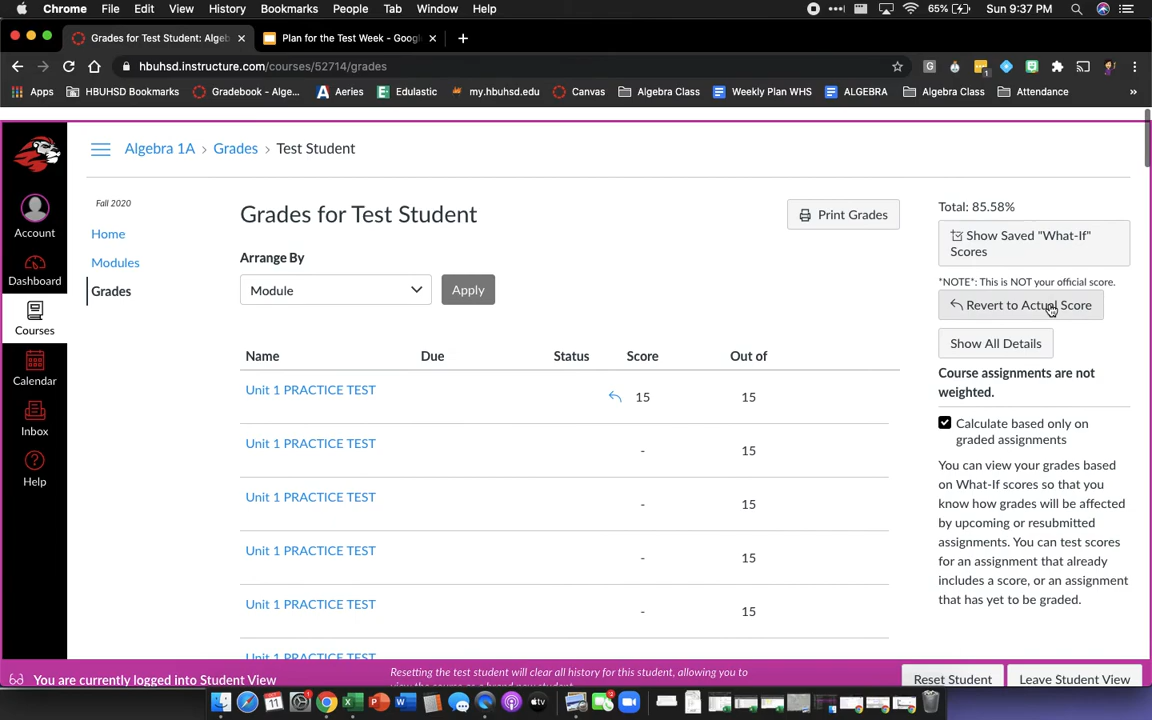 Chrome File Edit View History Bookmarks People Tab Window Help 65% Sun 9:37 PM
Grades for Test Student: Algeb Plan for the Test Week - Goog
hbuhsd.instructure.com/courses/52714/grades
Apps HBUHSD Bookmarks Gradebook - Alge... Aeries Edulastic my.hbuhsd.edu Canvas Algebra Class Weekly Plan WHS ALGEBRA Algebra Class Attendance
Algebra 1A > Grades > Test Student
Account
Dashboard
Courses
Calendar
Inbox
Help
Fall 2020
Home
Modules
Grades
Grades for Test Student
Print Grades
Arrange By
Module
Apply
Name Due Status Score Out of
Unit 1 PRACTICE TEST 15 15
Unit 1 PRACTICE TEST - 15
Unit 1 PRACTICE TEST - 15
Unit 1 PRACTICE TEST - 15
Unit 1 PRACTICE TEST - 15
Unit 1 PRACTICE TEST
Total: 85.58%
Show Saved "What-If"
Scores
*NOTE*: This is NOT your official score.
Revert to Actual Score
Show All Details
Course assignments are not
weighted.
Calculate based only on
graded assignments
You can view your grades based
on What-If scores so that you
know how grades will be affected
by upcoming or resubmitted
assignments. You can test scores
for an assignment that already
includes a score, or an assignment
that has yet to be graded.
You are currently logged into Student View
Resetting the test student will clear all history for this student, allowing you to
view the course as a brand new student
Reset Student
Leave Student View